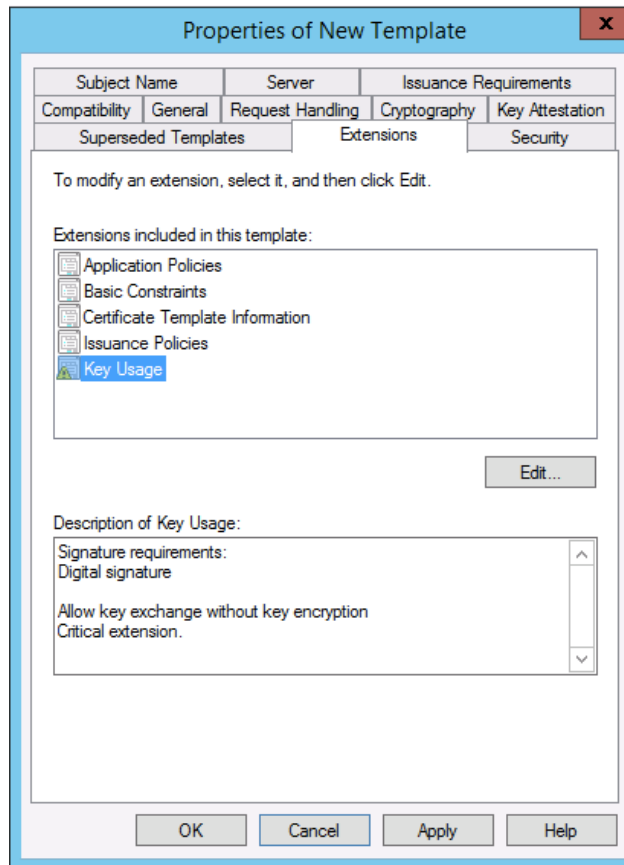 Properties of New Template
x
Subject Name
Server
Issuance Requirements
Compatibility
General
Request Handling
Cryptography
Key Attestation
Superseded Templates
Extensions
Security
To modify an extension, select it, and then click Edit.
Extensions included in this template:
Application Policies
Basic Constraints
Certificate Template Information
Issuance Policies
Key Usage
Edit...
Description of Key Usage:
Signature requirements:
Digital signature
Allow key exchange without key encryption
Critical extension.
OK
Cancel
Apply
Help